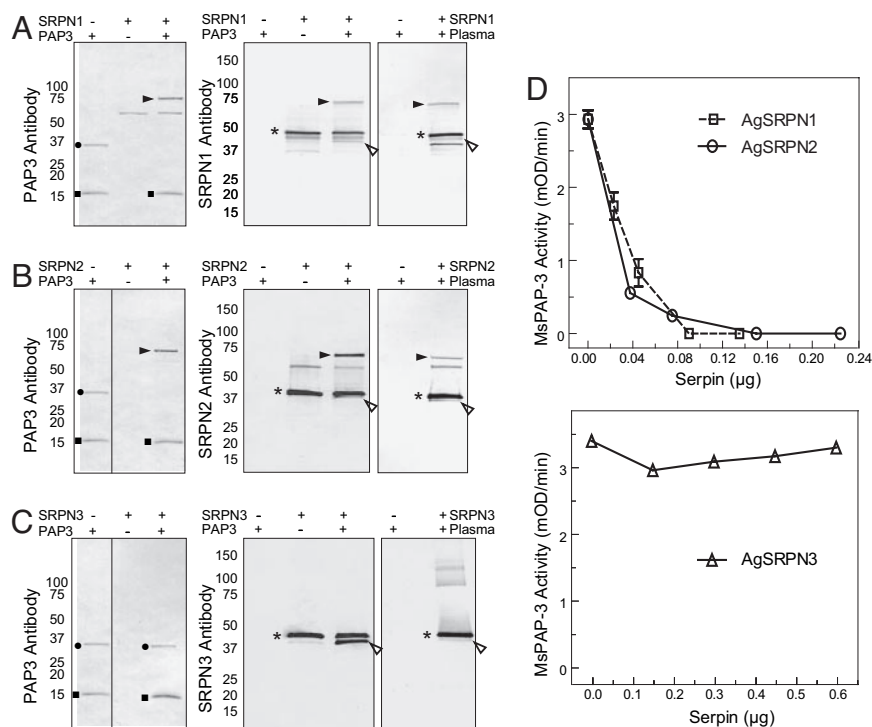 A
SRPN1 - + +
PAP3 + - +
PAP3 Antibody
100
75
50
37
25
20
15
SRPN1 - + +
PAP3 + - +
SRPN1 Antibody
150
100
75
50
37
25
20
15
*
+ SRPN1
+ + Plasma
*
B
SRPN2 - + +
PAP3 + - +
PAP3 Antibody
100
75
50
37
25
20
15
SRPN2 - + +
PAP3 + - +
SRPN2 Antibody
150
100
75
50
37
25
20
15
*
- + SRPN2
+ + Plasma
*
C
SRPN3 - + +
PAP3 + - +
PAP3 Antibody
100
75
50
37
25
20
15
SRPN3 - + +
PAP3 + - +
SRPN3 Antibody
150
100
75
50
37
25
20
15
*
- + SRPN3
+ + Plasma
*
D
MsPAP-3 Activity (mOD/min)
3
2
1
0
AgSRPN1
AgSRPN2
0.00 0.04 0.08 0.12 0.16 0.20 0.24
Serpin (µg)
MsPAP-3 Activity (mOD/min)
3
2
1
0
AgSRPN3
0.0 0.1 0.2 0.3 0.4 0.5 0.6
Serpin (µg)